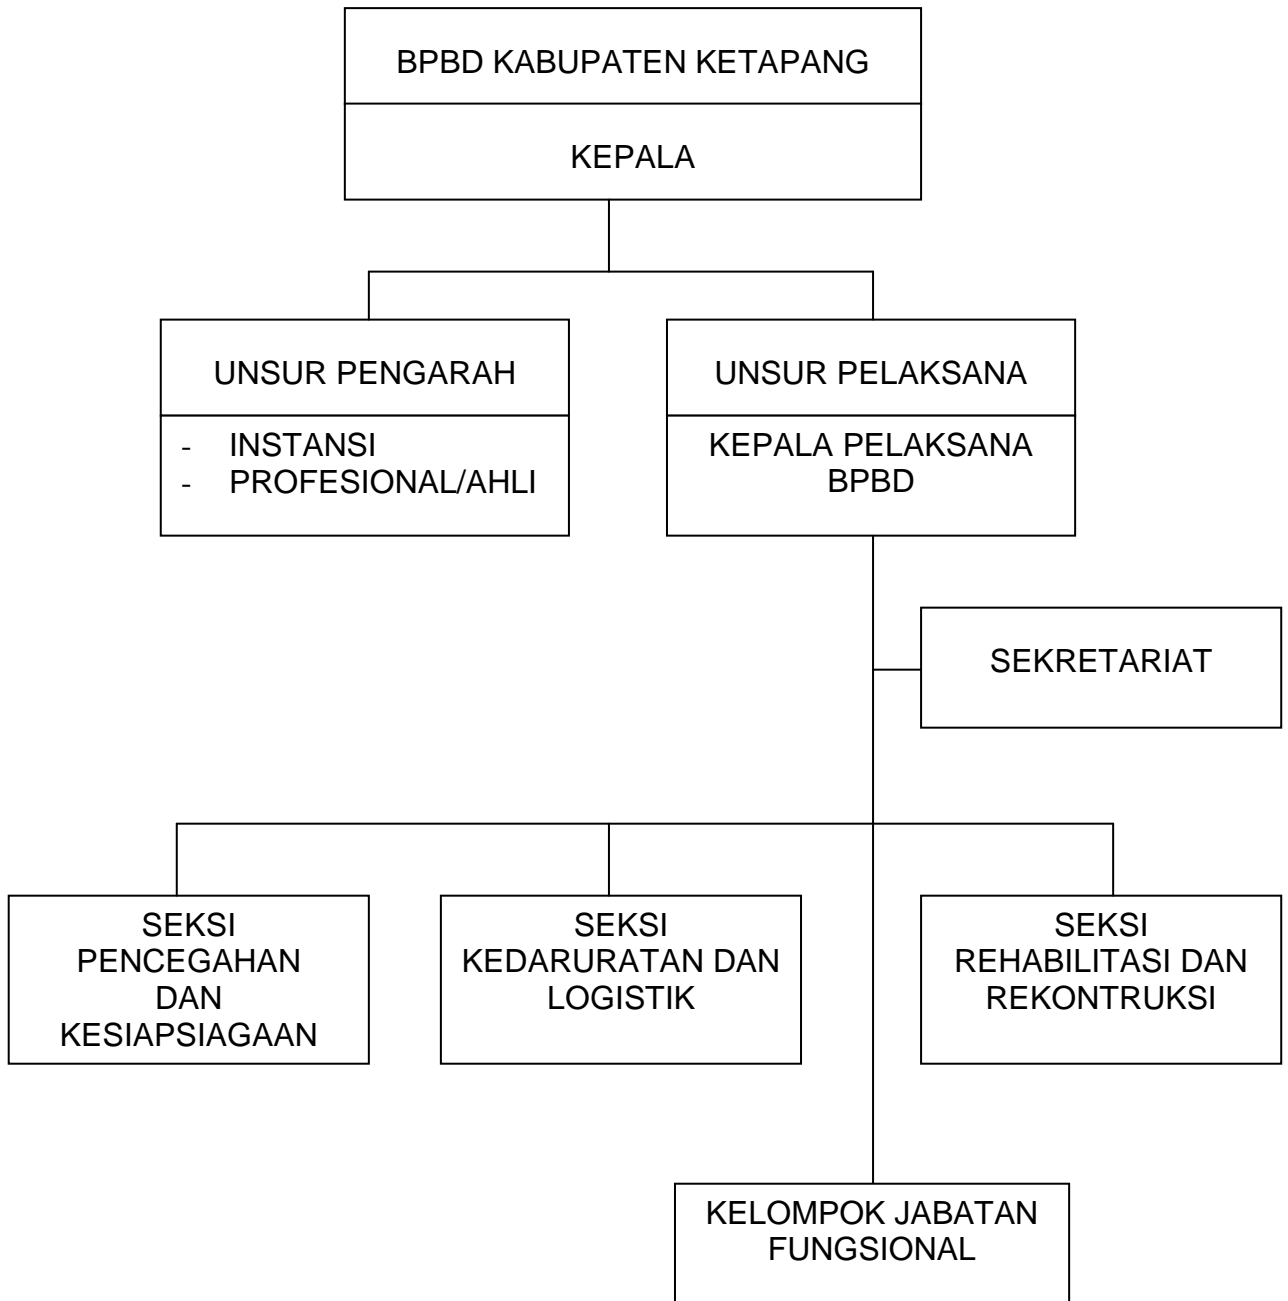 BPBD KABUPATEN KETAPANG
KEPALA
UNSUR PENGARAH
- INSTANSI
- PROFESIONAL/AHLI
UNSUR PELAKSANA
KEPALA PELAKSANA
BPBD
SEKRETARIAT
SEKSI
PENCEGAHAN
DAN
KESIAPSIAGAAN
SEKSI
KEDARURATAN DAN
LOGISTIK
SEKSI
REHABILITASI DAN
REKONTRUKSI
KELOMPOK JABATAN
FUNGSIONAL